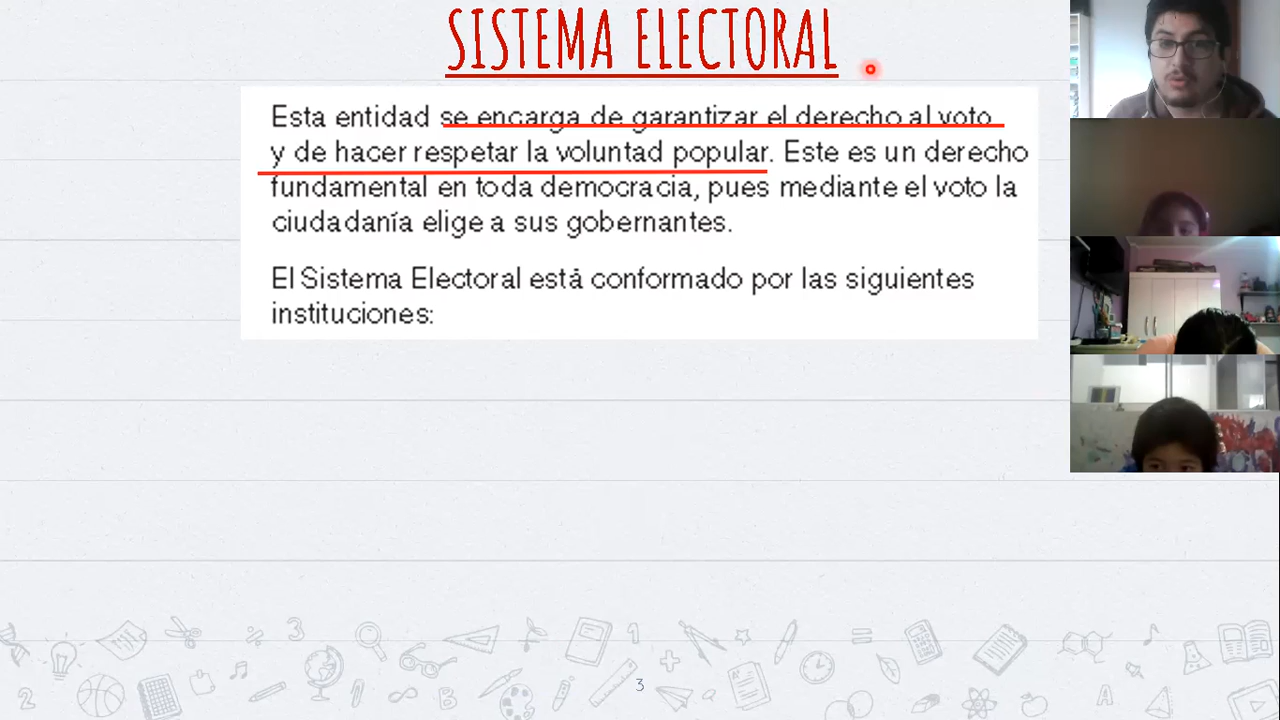 SISTEMA ELECTORAL
Esta entidad se encarga de garantizar el derecho al voto
y de hacer respetar la voluntad popular. Este es un derecho
fundamental en toda democracia, pues mediante el voto la
ciudadanía elige a sus gobernantes.
El Sistema Electoral está conformado por las siguientes
instituciones:
3